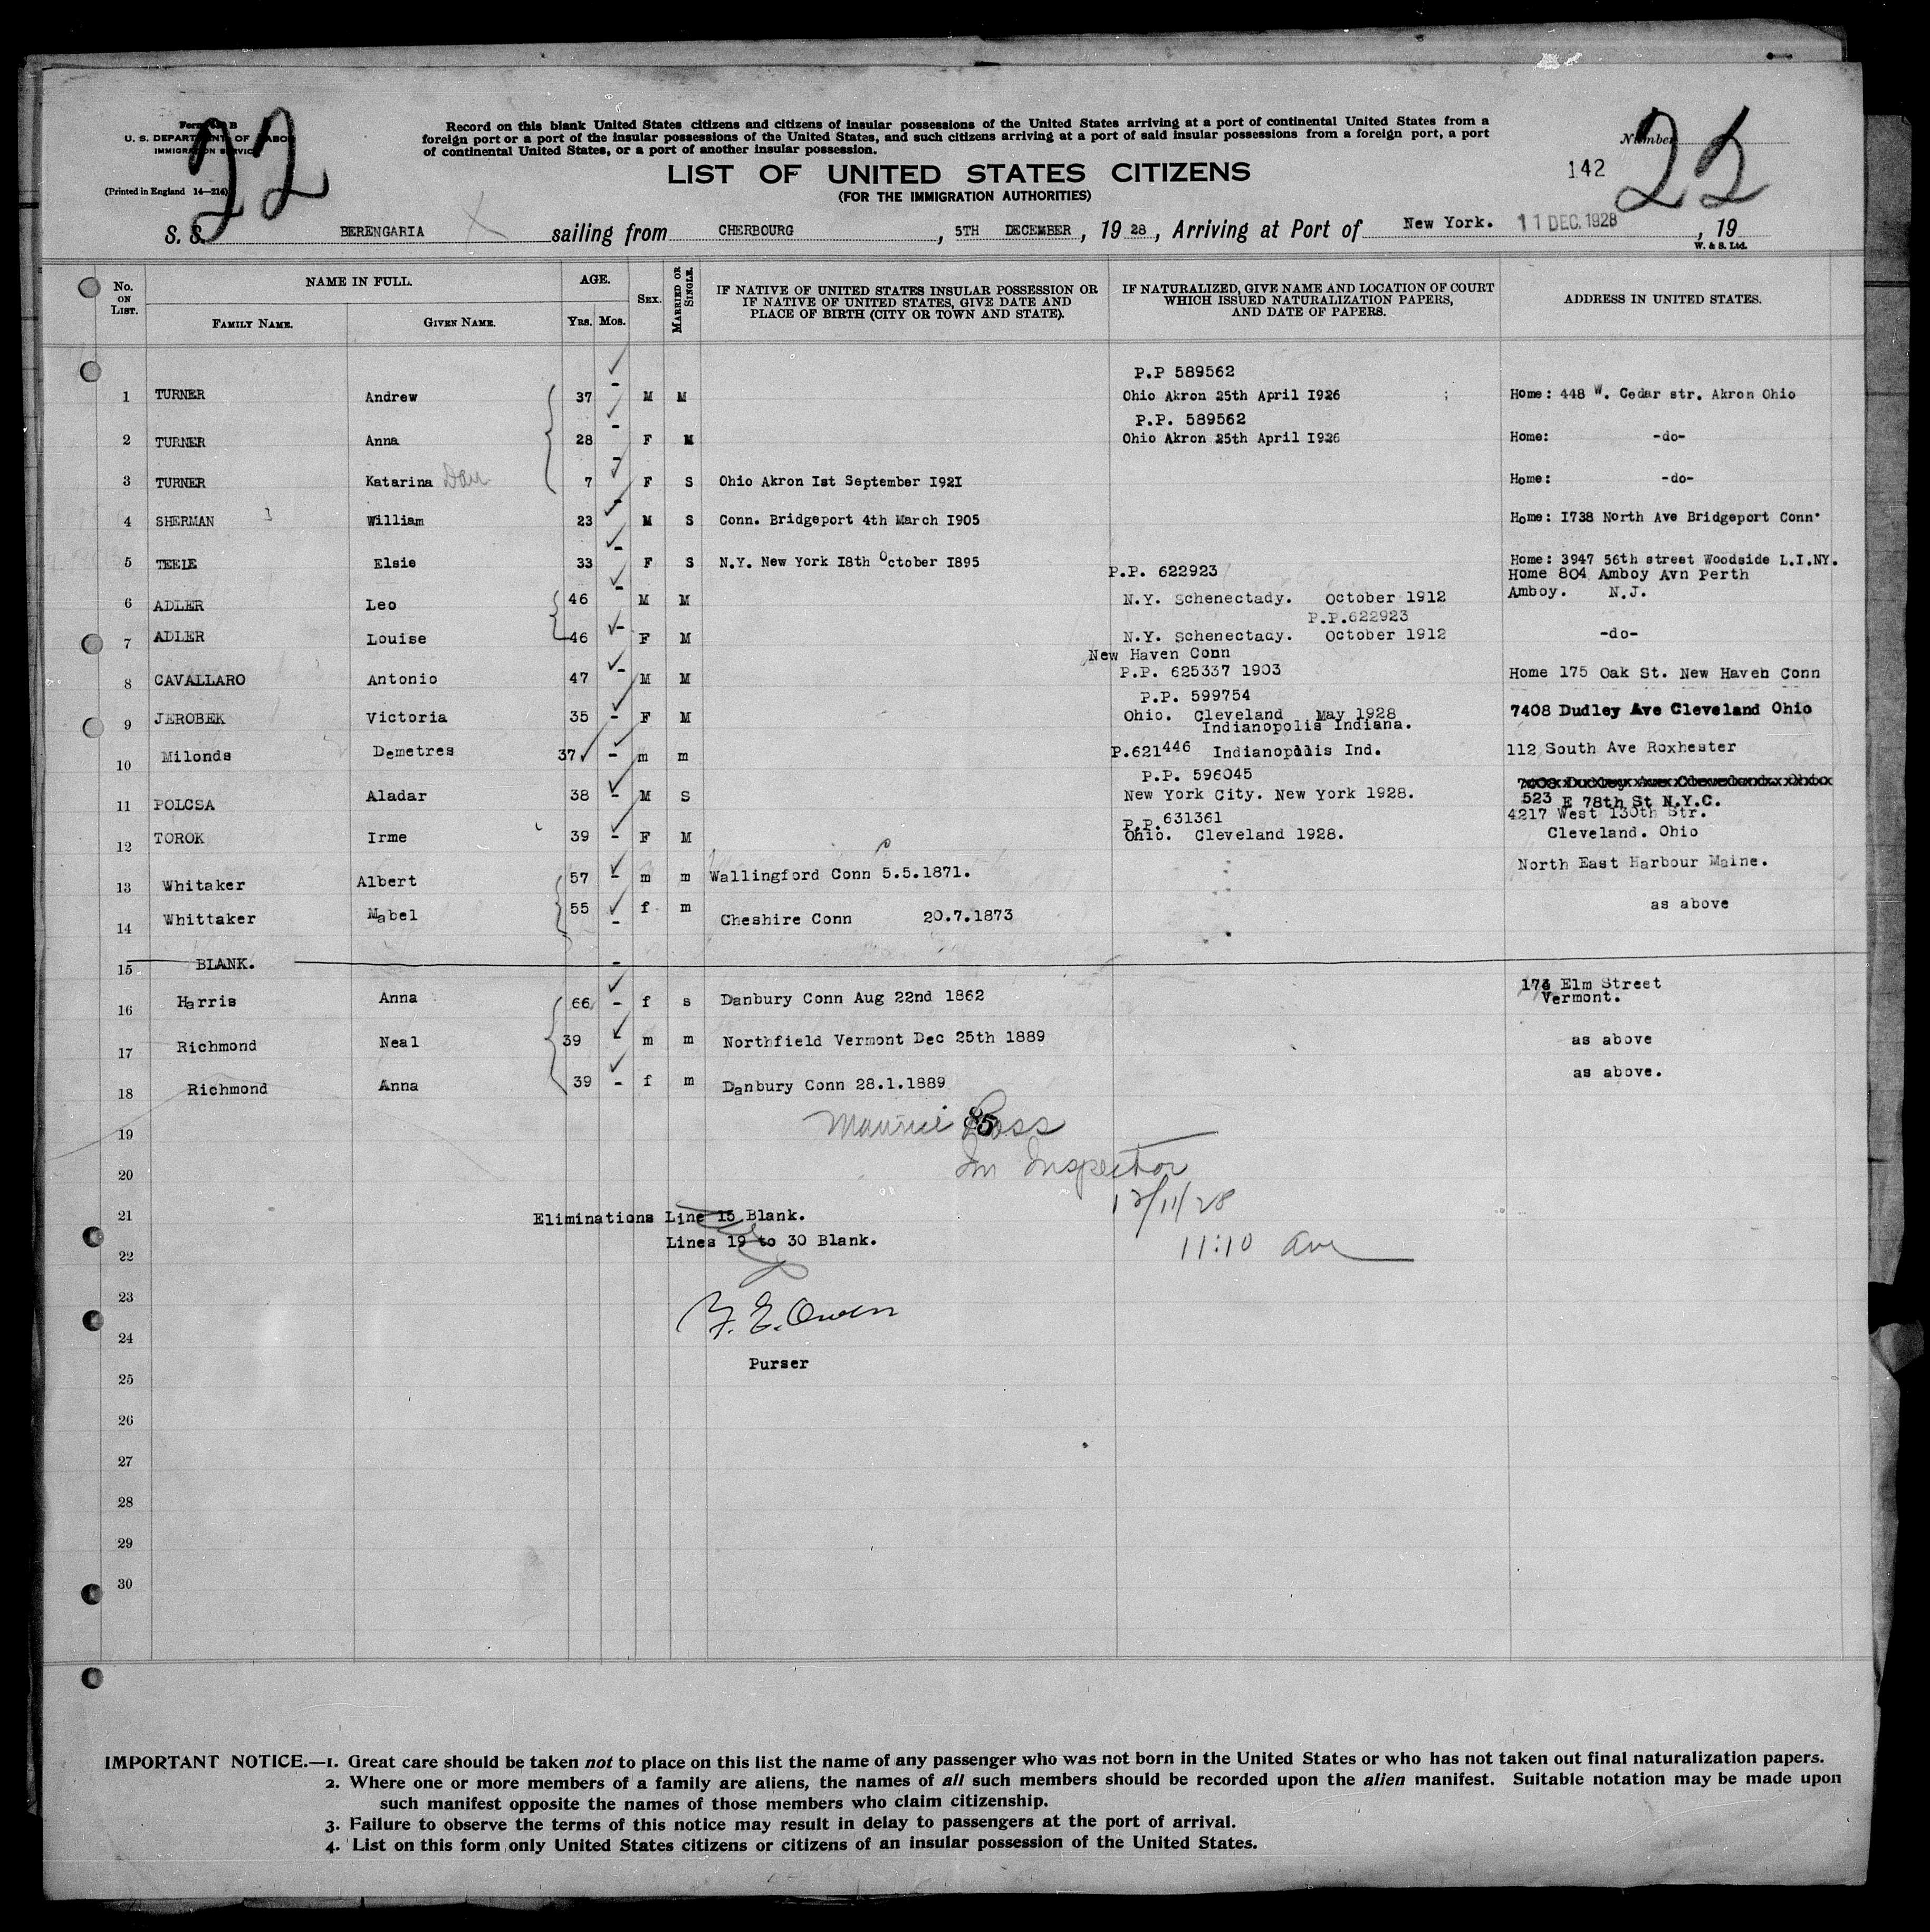 22
Form 630 B
U. S. DEPARTMENT OF LABOR
IMMIGRATION SERVICE
(Printed in England 14—214)
Record on this blank United States citizens and citizens of insular possessions of the United States arriving at a port of continental United States from a
foreign port or a port of the insular possessions of the United States, and such citizens arriving at a port of said insular possessions from a foreign port, a port
of continental United States, or a port of another insular possession.
Number
142
22
LIST OF UNITED STATES CITIZENS
(FOR THE IMMIGRATION AUTHORITIES)
S. S. BERENGARIA sailing from CHERBOURG, 5TH DECEMBER, 19 28, Arriving at Port of New York. 11 DEC. 1928, 19
W. & S. Ltd.
No. ON LIST. NAME IN FULL. FAMILY NAME. GIVEN NAME. AGE. YRS. MOS. SEX. MARRIED OR SINGLE.
IF NATIVE OF UNITED STATES INSULAR POSSESSION OR
IF NATIVE OF UNITED STATES, GIVE DATE AND
PLACE OF BIRTH (CITY OR TOWN AND STATE).
IF NATURALIZED, GIVE NAME AND LOCATION OF COURT
WHICH ISSUED NATURALIZATION PAPERS,
AND DATE OF PAPERS.
ADDRESS IN UNITED STATES.
P.P 589562
1 TURNER Andrew 37 - M M Ohio Akron 25th April I926 Home: 448 W. Cedar str. Akron Ohio
P.P. 589562
2 TURNER Anna 28 - F M Ohio Akron 25th April I926 Home: -do-
3 TURNER Katarina Dau 7 - F S Ohio Akron Ist September I92I Home: -do-
4 SHERMAN William 23 - M S Conn. Bridgeport 4th March I905 Home: I738 North Ave Bridgeport Conn.
5 TEELE Elsie 33 - F S N.Y. New York I8th October I895 Home: 3947 56th street Woodside L.I.NY.
P.P. 622923 Home 804 Amboy Avn Perth
6 ADLER Leo 46 - M M N.Y. Schenectady. October 1912 Amboy. N.J.
P.P.622923
7 ADLER Louise 46 - F M N.Y. Schenectady. October 1912 -do-
New Haven Conn
8 CAVALLARO Antonio 47 - M M P.P. 625337 1903 Home 175 Oak St. New Haven Conn
P.P. 599754
9 JEROBEK Victoria 35 - F M Ohio. Cleveland May 1928 7408 Dudley Ave Cleveland Ohio
Indianopolis Indiana.
10 Milonds Demetres 37 - m m P.621446 Indianopolis Ind. 112 South Ave Roxhester
P.P. 596045 7408 Dudley Ave Cleveland. Ohio
11 POLCSA Aladar 38 - M S New York City. New York 1928. 523 E 78th St N.Y.C.
P.P. 631361 4217 West 130th Str.
12 TOROK Irme 39 - F M Ohio. Cleveland 1928. Cleveland. Ohio
13 Whitaker Albert 57 - m m Wallingford Conn 5.5.1871. North East Harbour Maine.
14 Whittaker Mabel 55 - f m Cheshire Conn 20.7.1873 as above
15 BLANK. -
16 Harris Anna 66 - f s Danbury Conn Aug 22nd 1862 174 Elm Street
Vermont.
17 Richmond Neal 39 - m m Northfield Vermont Dec 25th 1889 as above
18 Richmond Anna 39 - f m Danbury Conn 28.1.1889 as above.
19 Maurice Ross 85
20 Im Inspector
12/11/28
21 Eliminations Line 15 Blank.
Lines 19 to 30 Blank.
11:10 am
22
23
F. E. Owen
24
Purser
25
26
27
28
29
30
IMPORTANT NOTICE.—1. Great care should be taken not to place on this list the name of any passenger who was not born in the United States or who has not taken out final naturalization papers.
2. Where one or more members of a family are aliens, the names of all such members should be recorded upon the alien manifest. Suitable notation may be made upon
such manifest opposite the names of those members who claim citizenship.
3. Failure to observe the terms of this notice may result in delay to passengers at the port of arrival.
4. List on this form only United States citizens or citizens of an insular possession of the United States.